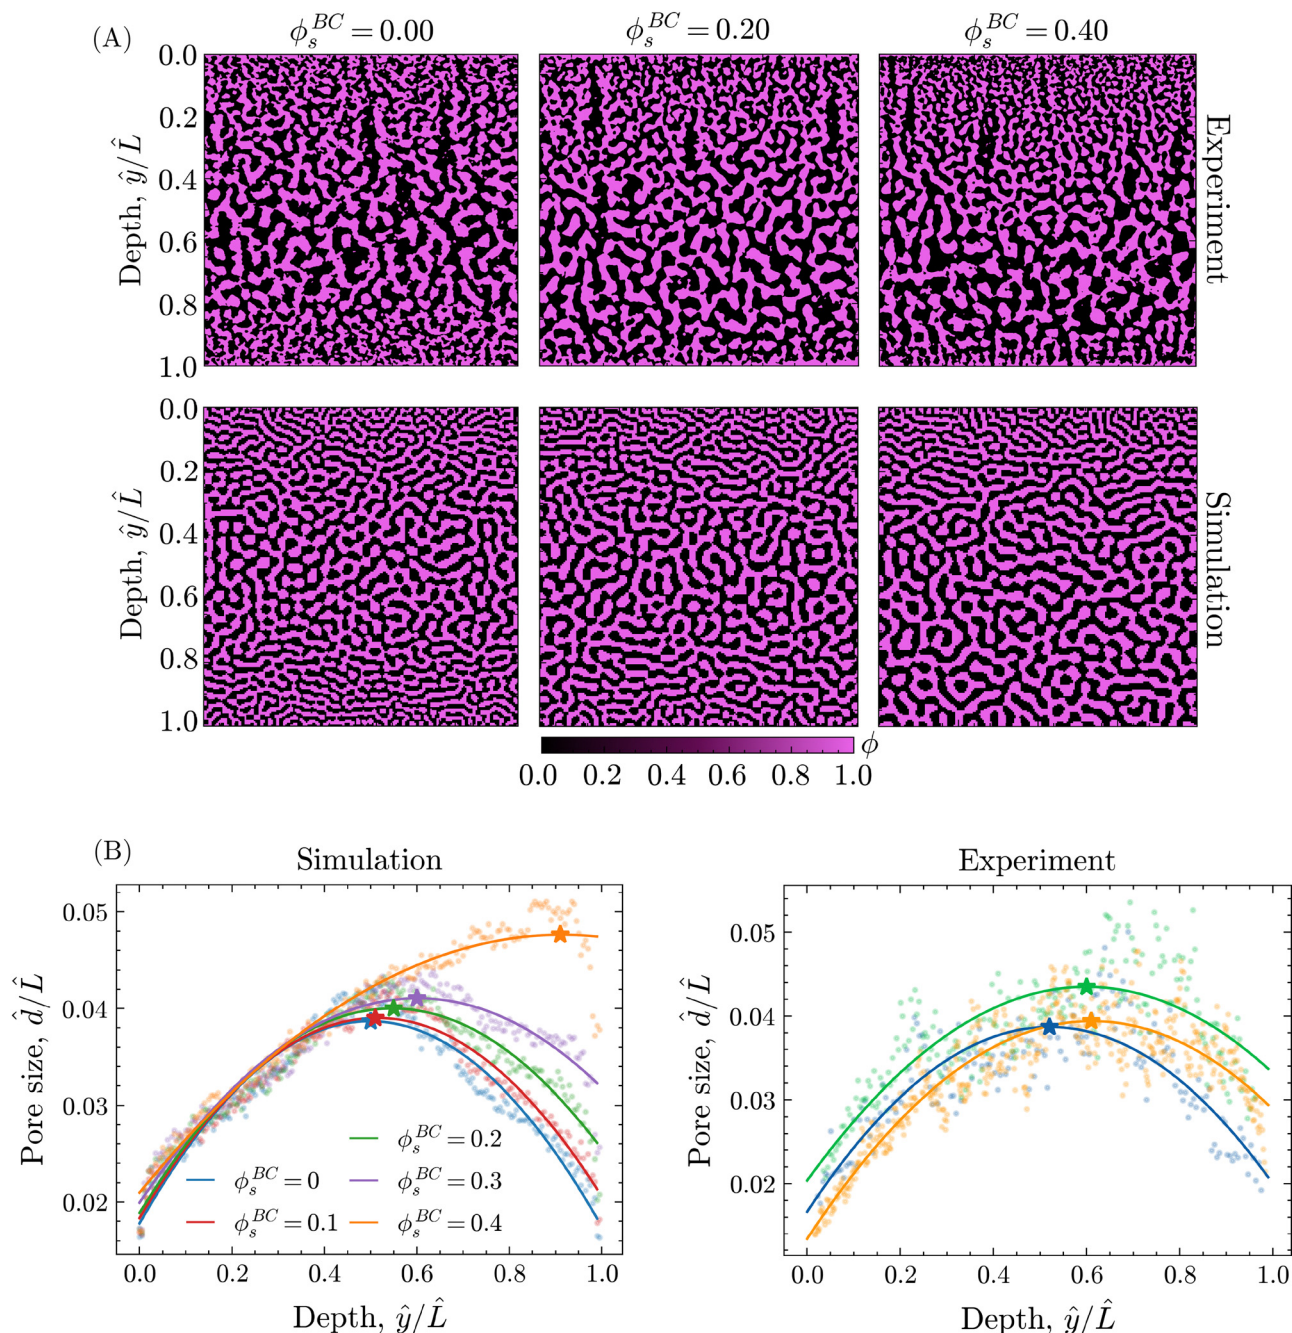 (A)
ϕ_s^{BC} = 0.00 ϕ_s^{BC} = 0.20 ϕ_s^{BC} = 0.40
0.0
0.2
0.4
0.6
0.8
1.0
Depth, ŷ/L̂
Experiment
0.0
0.2
0.4
0.6
0.8
1.0
Depth, ŷ/L̂
Simulation
ϕ
0.0 0.2 0.4 0.6 0.8 1.0
(B)
Simulation
0.05
0.04
0.03
0.02
Pore size, d̂/L̂
ϕ_s^{BC} = 0
ϕ_s^{BC} = 0.1
ϕ_s^{BC} = 0.2
ϕ_s^{BC} = 0.3
ϕ_s^{BC} = 0.4
0.0 0.2 0.4 0.6 0.8 1.0
Depth, ŷ/L̂
Experiment
0.05
0.04
0.03
0.02
Pore size, d̂/L̂
0.0 0.2 0.4 0.6 0.8 1.0
Depth, ŷ/L̂